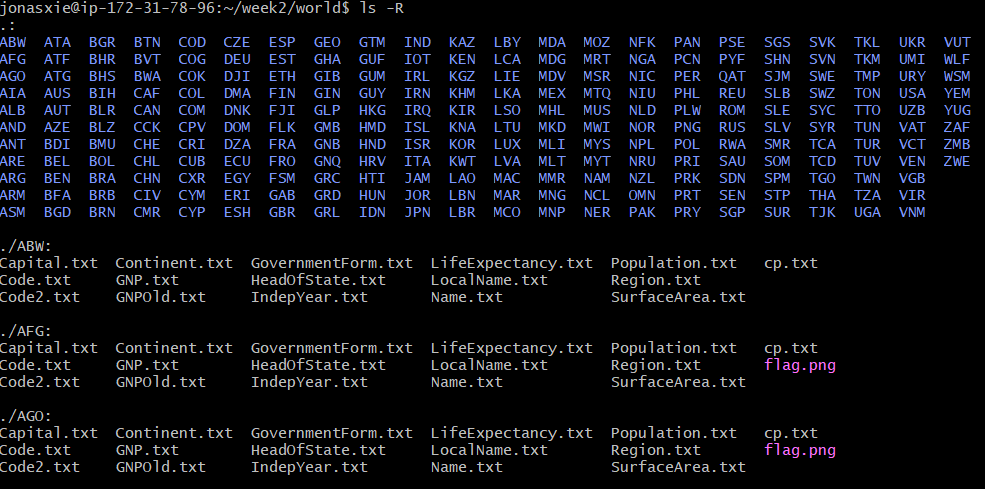 jonasxie@ip-172-31-78-96:~/week2/world$ ls -R
.:
ABW ATA BGR BTN COD CZE ESP GEO GTM IND KAZ LBY MDA MOZ NFK PAN PSE SGS SVK TKL UKR VUT
AFG ATF BHR BVT COG DEU EST GHA GUF IOT KEN LCA MDG MRT NGA PCN PYF SHN SVN TKM UMI WLF
AGO ATG BHS BWA COK DJI ETH GIB GUM IRL KGZ LIE MDV MSR NIC PER QAT SJM SWE TMP URY WSM
AIA AUS BIH CAF COL DMA FIN GIN GUY IRN KHM LKA MEX MTQ NIU PHL REU SLB SWZ TON USA YEM
ALB AUT BLR CAN COM DNK FJI GLP HKG IRQ KIR LSO MHL MUS NLD PLW ROM SLE SYC TTO UZB YUG
AND AZE BLZ CCK CPV DOM FLK GMB HMD ISL KNA LTU MKD MWI NOR PNG RUS SLV SYR TUN VAT ZAF
ANT BDI BMU CHE CRI DZA FRA GNB HND ISR KOR LUX MLI MYS NPL POL RWA SMR TCA TUR VCT ZMB
ARE BEL BOL CHL CUB ECU FRO GNQ HRV ITA KWT LVA MLT MYT NRU PRI SAU SOM TCD TUV VEN ZWE
ARG BEN BRA CHN CXR EGY FSM GRC HTI JAM LAO MAC MMR NAM NZL PRK SDN SPM TGO TWN VGB
ARM BFA BRB CIV CYM ERI GAB GRD HUN JOR LBN MAR MNG NCL OMN PRT SEN STP THA TZA VIR
ASM BGD BRN CMR CYP ESH GBR GRL IDN JPN LBR MCO MNP NER PAK PRY SGP SUR TJK UGA VNM
./ABW:
Capital.txt Continent.txt GovernmentForm.txt LifeExpectancy.txt Population.txt cp.txt
Code.txt GNP.txt HeadOfState.txt LocalName.txt Region.txt
Code2.txt GNPOld.txt IndepYear.txt Name.txt SurfaceArea.txt
./AFG:
Capital.txt Continent.txt GovernmentForm.txt LifeExpectancy.txt Population.txt cp.txt
Code.txt GNP.txt HeadOfState.txt LocalName.txt Region.txt flag.png
Code2.txt GNPOld.txt IndepYear.txt Name.txt SurfaceArea.txt
./AGO:
Capital.txt Continent.txt GovernmentForm.txt LifeExpectancy.txt Population.txt cp.txt
Code.txt GNP.txt HeadOfState.txt LocalName.txt Region.txt flag.png
Code2.txt GNPOld.txt IndepYear.txt Name.txt SurfaceArea.txt